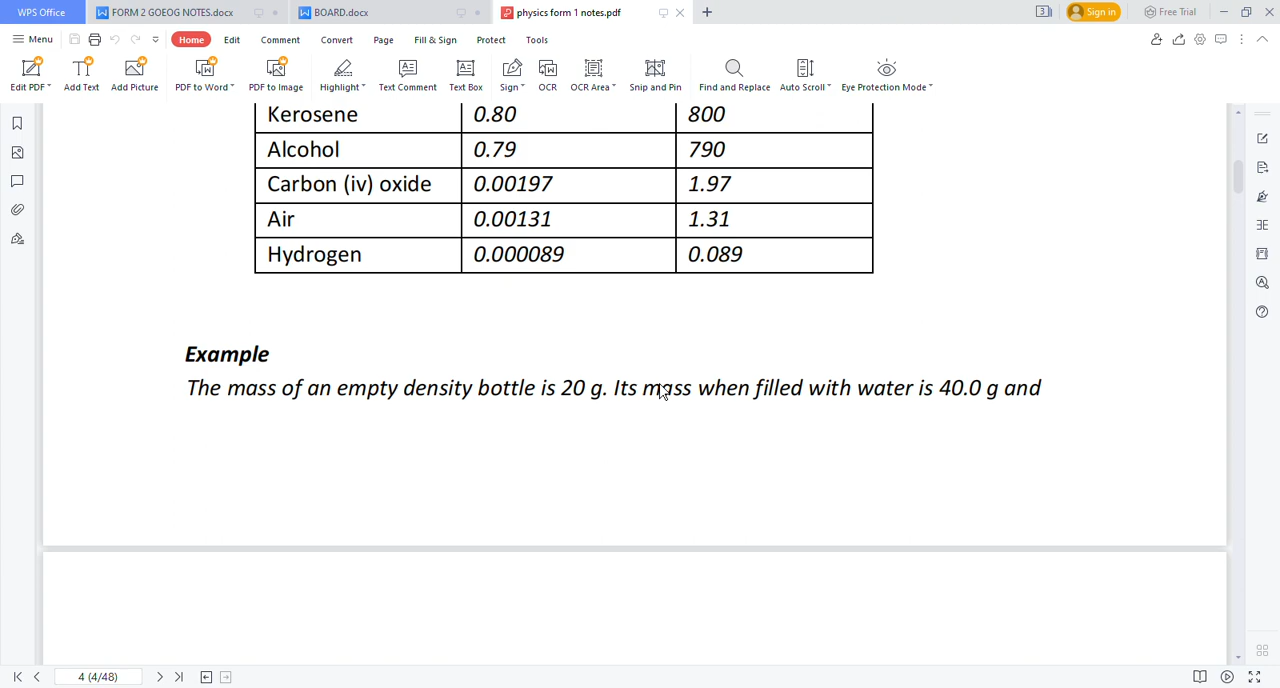 WPS Office FORM 2 GOEOG NOTES.docx BOARD.docx physics form 1 notes.pdf + 3 Sign in Free Trial
Menu Home Edit Comment Convert Page Fill & Sign Protect Tools
Edit PDF Add Text Add Picture PDF to Word PDF to Image Highlight Text Comment Text Box Sign OCR OCR Area Snip and Pin Find and Replace Auto Scroll Eye Protection Mode
Kerosene 0.80 800
Alcohol 0.79 790
Carbon (iv) oxide 0.00197 1.97
Air 0.00131 1.31
Hydrogen 0.000089 0.089
Example
The mass of an empty density bottle is 20 g. Its mass when filled with water is 40.0 g and
4 (4/48)